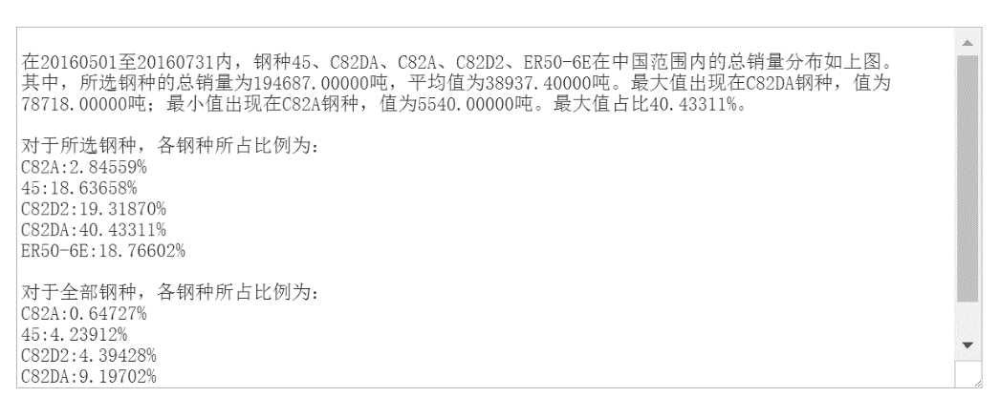 在20160501至20160731内，钢种45、C82DA、C82A、C82D2、ER50-6E在中国范围内的总销量分布如上图。
其中，所选钢种的总销量为194687.00000吨，平均值为38937.40000吨。最大值出现在C82DA钢种，值为
78718.00000吨；最小值出现在C82A钢种，值为5540.00000吨。最大值占比40.43311%。
对于所选钢种，各钢种所占比例为：
C82A:2.84559%
45:18.63658%
C82D2:19.31870%
C82DA:40.43311%
ER50-6E:18.76602%
对于全部钢种，各钢种所占比例为：
C82A:0.64727%
45:4.23912%
C82D2:4.39428%
C82DA:9.19702%